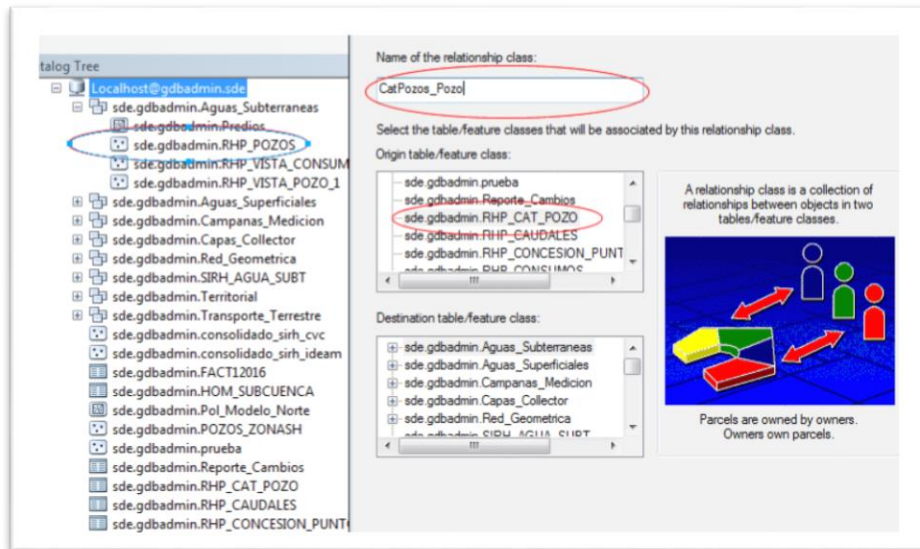 talog Tree
Localhost@gdbadmin.sde
sde.gdbadmin.Aguas_Subterraneas
sde.gdbadmin.Predios
sde.gdbadmin.RHP_POZOS
sde.gdbadmin.RHP_VISTA_CONSUM
sde.gdbadmin.RHP_VISTA_POZO_1
sde.gdbadmin.Aguas_Superficiales
sde.gdbadmin.Campanas_Medicion
sde.gdbadmin.Capas_Collector
sde.gdbadmin.Red_Geometrica
sde.gdbadmin.SIRH_AGUA_SUBT
sde.gdbadmin.Territorial
sde.gdbadmin.Transporte_Terrestre
sde.gdbadmin.consolidado_sirh_cvc
sde.gdbadmin.consolidado_sirh_ideam
sde.gdbadmin.FACT12016
sde.gdbadmin.HOM_SUBCUENCA
sde.gdbadmin.Pol_Modelo_Norte
sde.gdbadmin.POZOS_ZONASH
sde.gdbadmin.prueba
sde.gdbadmin.Reporte_Cambios
sde.gdbadmin.RHP_CAT_POZO
sde.gdbadmin.RHP_CAUDALES
sde.gdbadmin.RHP_CONCESION_PUNT
Name of the relationship class:
CatPozos_Pozo
Select the table/feature classes that will be associated by this relationship class.
Origin table/feature class:
sde.gdbadmin.prueba
sde.gdbadmin.Reporte_Cambios
sde.gdbadmin.RHP_CAT_POZO
sde.gdbadmin.RHP_CAUDALES
sde.gdbadmin.RHP_CONCESION_PUNT
sde.gdbadmin.RHP_CONSUMOS
Destination table/feature class:
sde.gdbadmin.Aguas_Subterraneas
sde.gdbadmin.Aguas_Superficiales
sde.gdbadmin.Campanas_Medicion
sde.gdbadmin.Capas_Collector
sde.gdbadmin.Red_Geometrica
sde.gdbadmin.SIRH_AGUA_SUBT
A relationship class is a collection of
relationships between objects in two
tables/feature classes.
Parcels are owned by owners.
Owners own parcels.